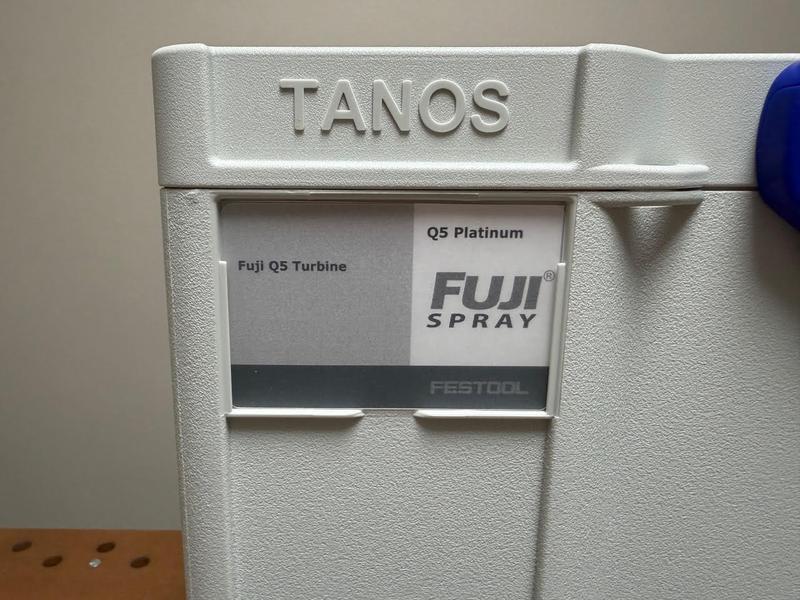 TANOS
Fuji Q5 Turbine
Q5 Platinum
FUJI®
SPRAY
FESTOOL